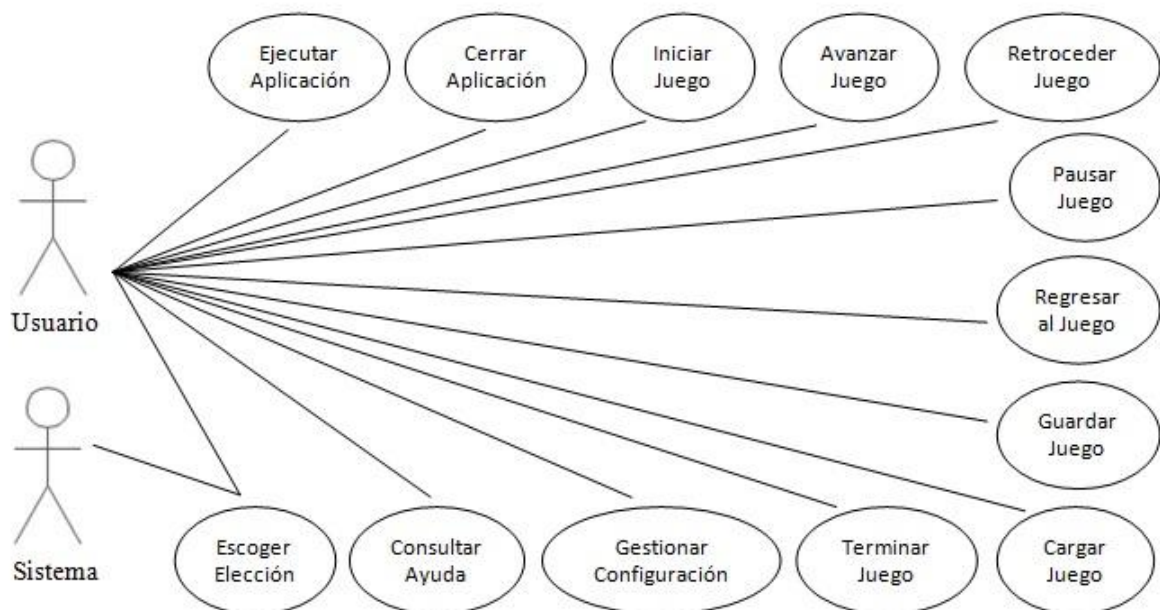 Ejecutar
Aplicación
Cerrar
Aplicación
Iniciar
Juego
Avanzar
Juego
Retroceder
Juego
Pausar
Juego
Usuario
Regresar
al Juego
Guardar
Juego
Sistema
Escoger
Elección
Consultar
Ayuda
Gestionar
Configuración
Terminar
Juego
Cargar
Juego